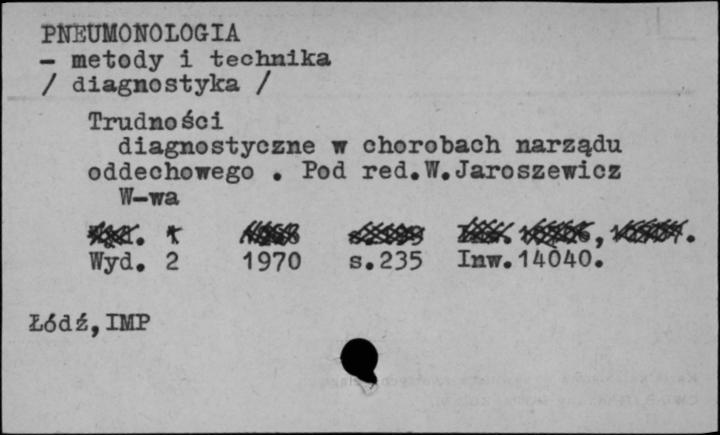 PNEUMONOLOGIA
- metody i technika
/ diagnostyka /
Trudności
diagnostyczne w chorobach narządu
oddechowego . Pod red.W.Jaroszewicz
W-wa
Wyd. 2 1970 s.235 Inw.14040.
Łódź,IMP